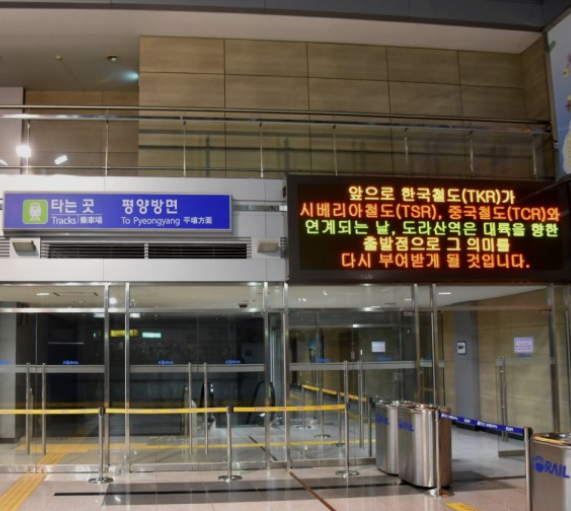 타는 곳 평양방면
Tracks 乘車場 To Pyeongyang 平壤方面
앞으로 한국철도(TKR)가
시베리아철도(TSR), 중국철도(TCR)와
연계되는 날, 도라산역은 대륙을 향한
출발점으로 그 의미를
다시 부여받게 될 것입니다.
RAIL